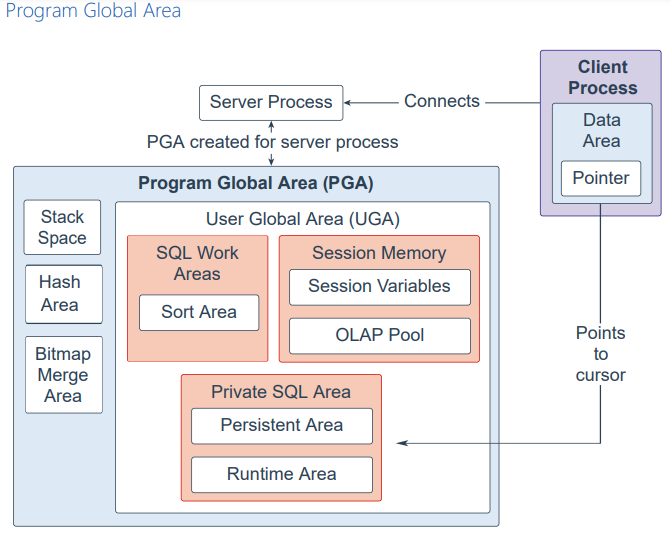 Program Global Area
Client
Process
Server Process
Connects
Data
Area
PGA created for server process
Pointer
Program Global Area (PGA)
Stack
Space
User Global Area (UGA)
SQL Work
Areas
Session Memory
Hash
Area
Session Variables
Sort Area
OLAP Pool
Points
to
cursor
Bitmap
Merge
Area
Private SQL Area
Persistent Area
Runtime Area